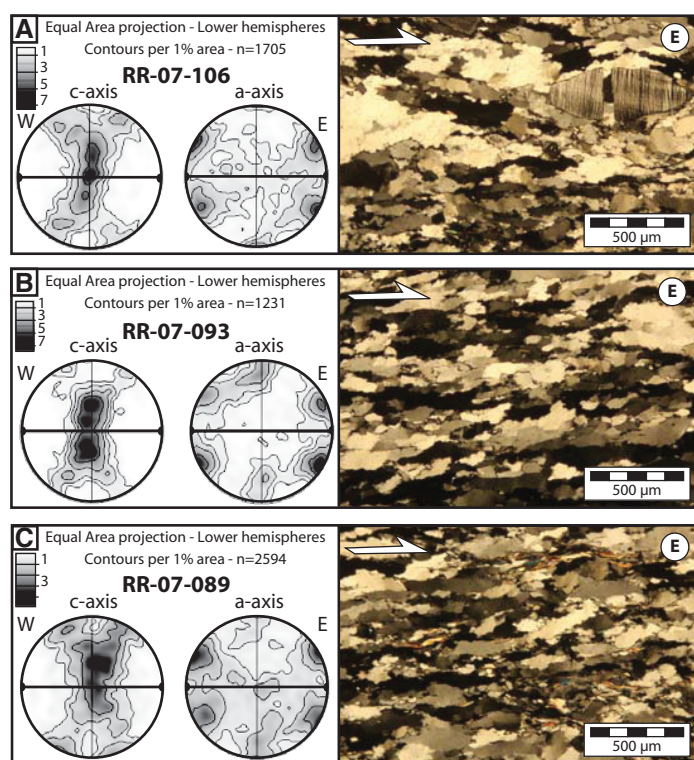 A
Equal Area projection - Lower hemispheres
Contours per 1% area - n=1705
1
3
5
7
RR-07-106
c-axis
a-axis
W
E
E
500 µm
B
Equal Area projection - Lower hemispheres
Contours per 1% area - n=1231
1
3
5
7
RR-07-093
c-axis
a-axis
W
E
E
500 µm
C
Equal Area projection - Lower hemispheres
Contours per 1% area - n=2594
1
3
RR-07-089
c-axis
a-axis
W
E
E
500 µm